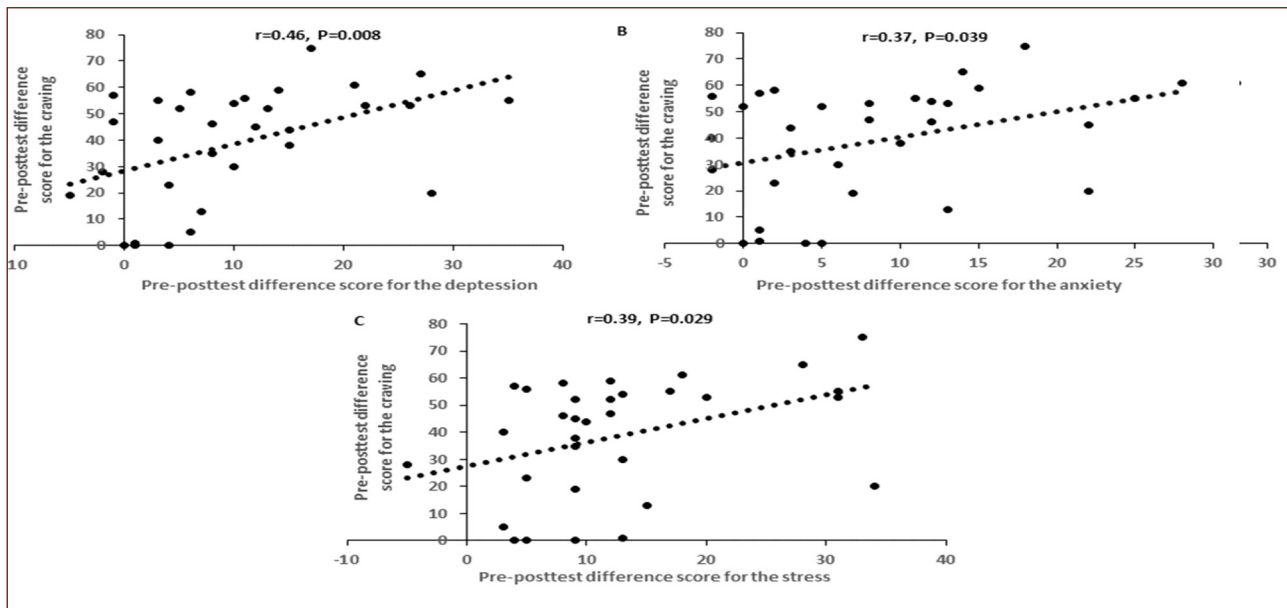 r=0.46, P=0.008
Pre-posttest difference
score for the craving
80
70
60
50
40
30
20
10
0
10 0 10 20 30 40
Pre-posttest difference score for the deptession
B
r=0.37, P=0.039
Pre-posttest difference
score for the craving
80
70
60
50
40
30
20
10
0
-5 0 5 10 15 20 25 30 30
Pre-posttest difference score for the anxiety
C
r=0.39, P=0.029
Pre-posttest difference
score for the craving
80
70
60
50
40
30
20
10
0
-10 0 10 20 30 40
Pre-posttest difference score for the stress